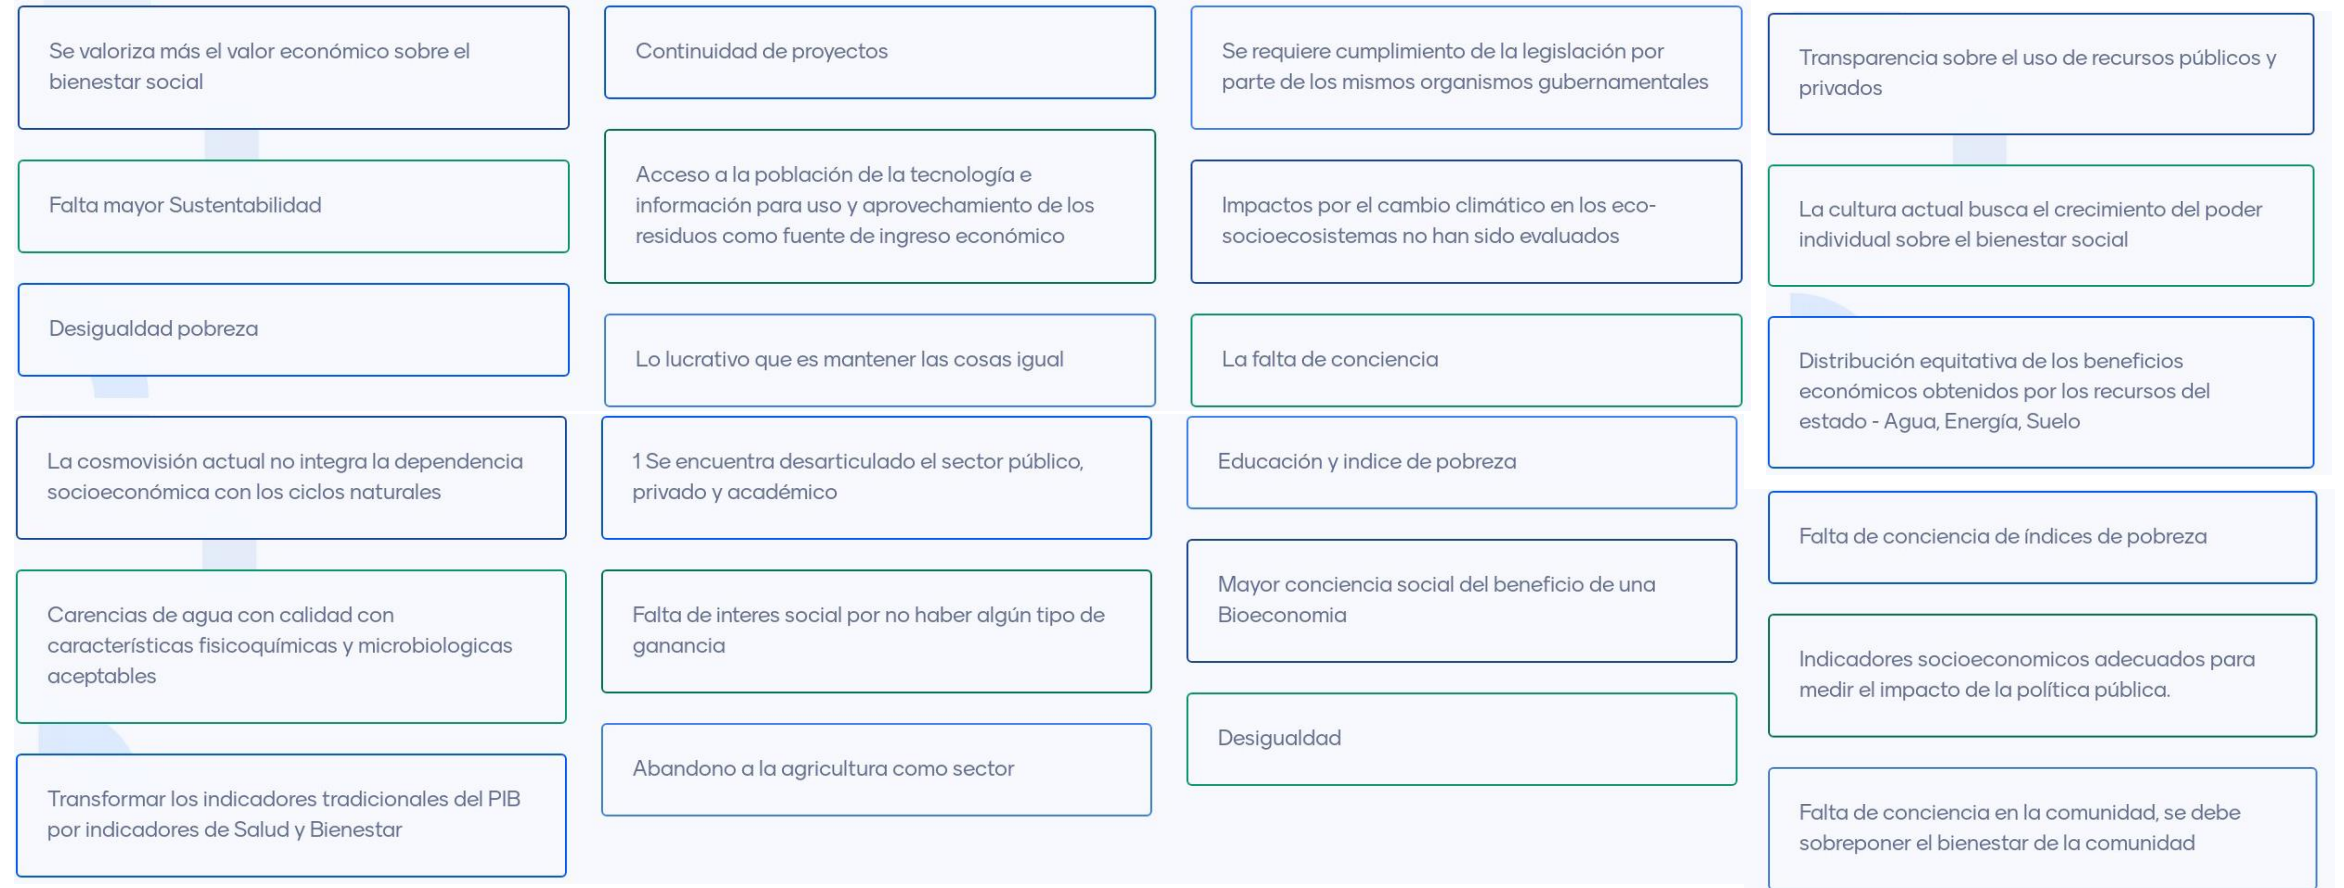 Se valoriza más el valor económico sobre el
bienestar social
Falta mayor Sustentabilidad
Desigualdad pobreza
Continuidad de proyectos
Acceso a la población de la tecnología e
información para uso y aprovechamiento de los
residuos como fuente de ingreso económico
Lo lucrativo que es mantener las cosas igual
Se requiere cumplimiento de la legislación por
parte de los mismos organismos gubernamentales
Impactos por el cambio climático en los eco-
socioecosistemas no han sido evaluados
La falta de conciencia
Transparencia sobre el uso de recursos públicos y
privados
La cultura actual busca el crecimiento del poder
individual sobre el bienestar social
Distribución equitativa de los beneficios
económicos obtenidos por los recursos del
estado - Agua, Energía, Suelo
La cosmovisión actual no integra la dependencia
socioeconómica con los ciclos naturales
Carencias de agua con calidad con
características fisicoquímicas y microbiologicas
aceptables
Transformar los indicadores tradicionales del PIB
por indicadores de Salud y Bienestar
1 Se encuentra desarticulado el sector público,
privado y académico
Falta de interes social por no haber algún tipo de
ganancia
Abandono a la agricultura como sector
Educación y indice de pobreza
Mayor conciencia social del beneficio de una
Bioeconomia
Desigualdad
Falta de conciencia de índices de pobreza
Indicadores socioeconomicos adecuados para
medir el impacto de la política pública.
Falta de conciencia en la comunidad, se debe
sobreponer el bienestar de la comunidad